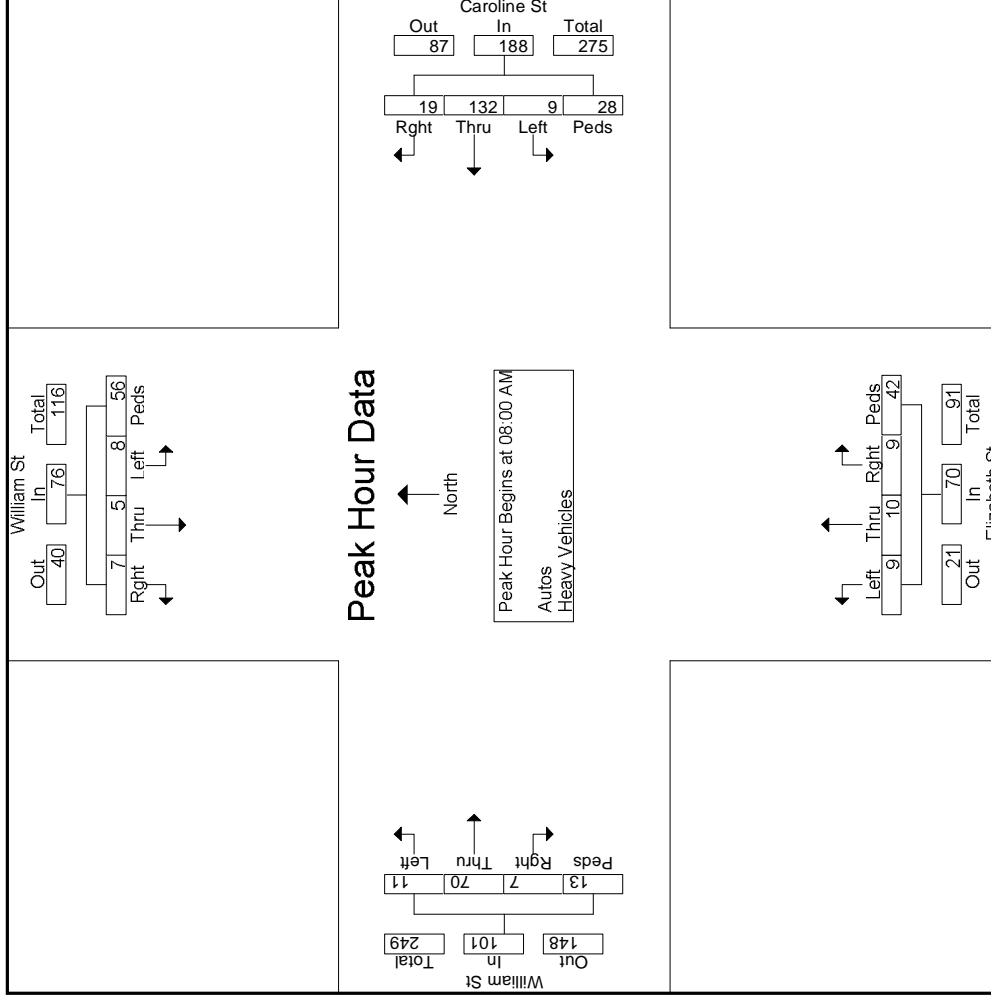 Caroline St
Out In Total
87 188 275
19 132 9 28
Rght Thru Left Peds
William St
Out In Total
40 76 116
7 5 8 56
Rght Thru Left Peds
Peak Hour Data
North
Peak Hour Begins at 08:00 AM
Autos
Heavy Vehicles
Left Thru Rght Peds
9 10 9 42
21 70 91
Out In Total
Elizabeth St
Left Thru Rght Peds
11 70 7 13
Total In Out
249 101 148
William St